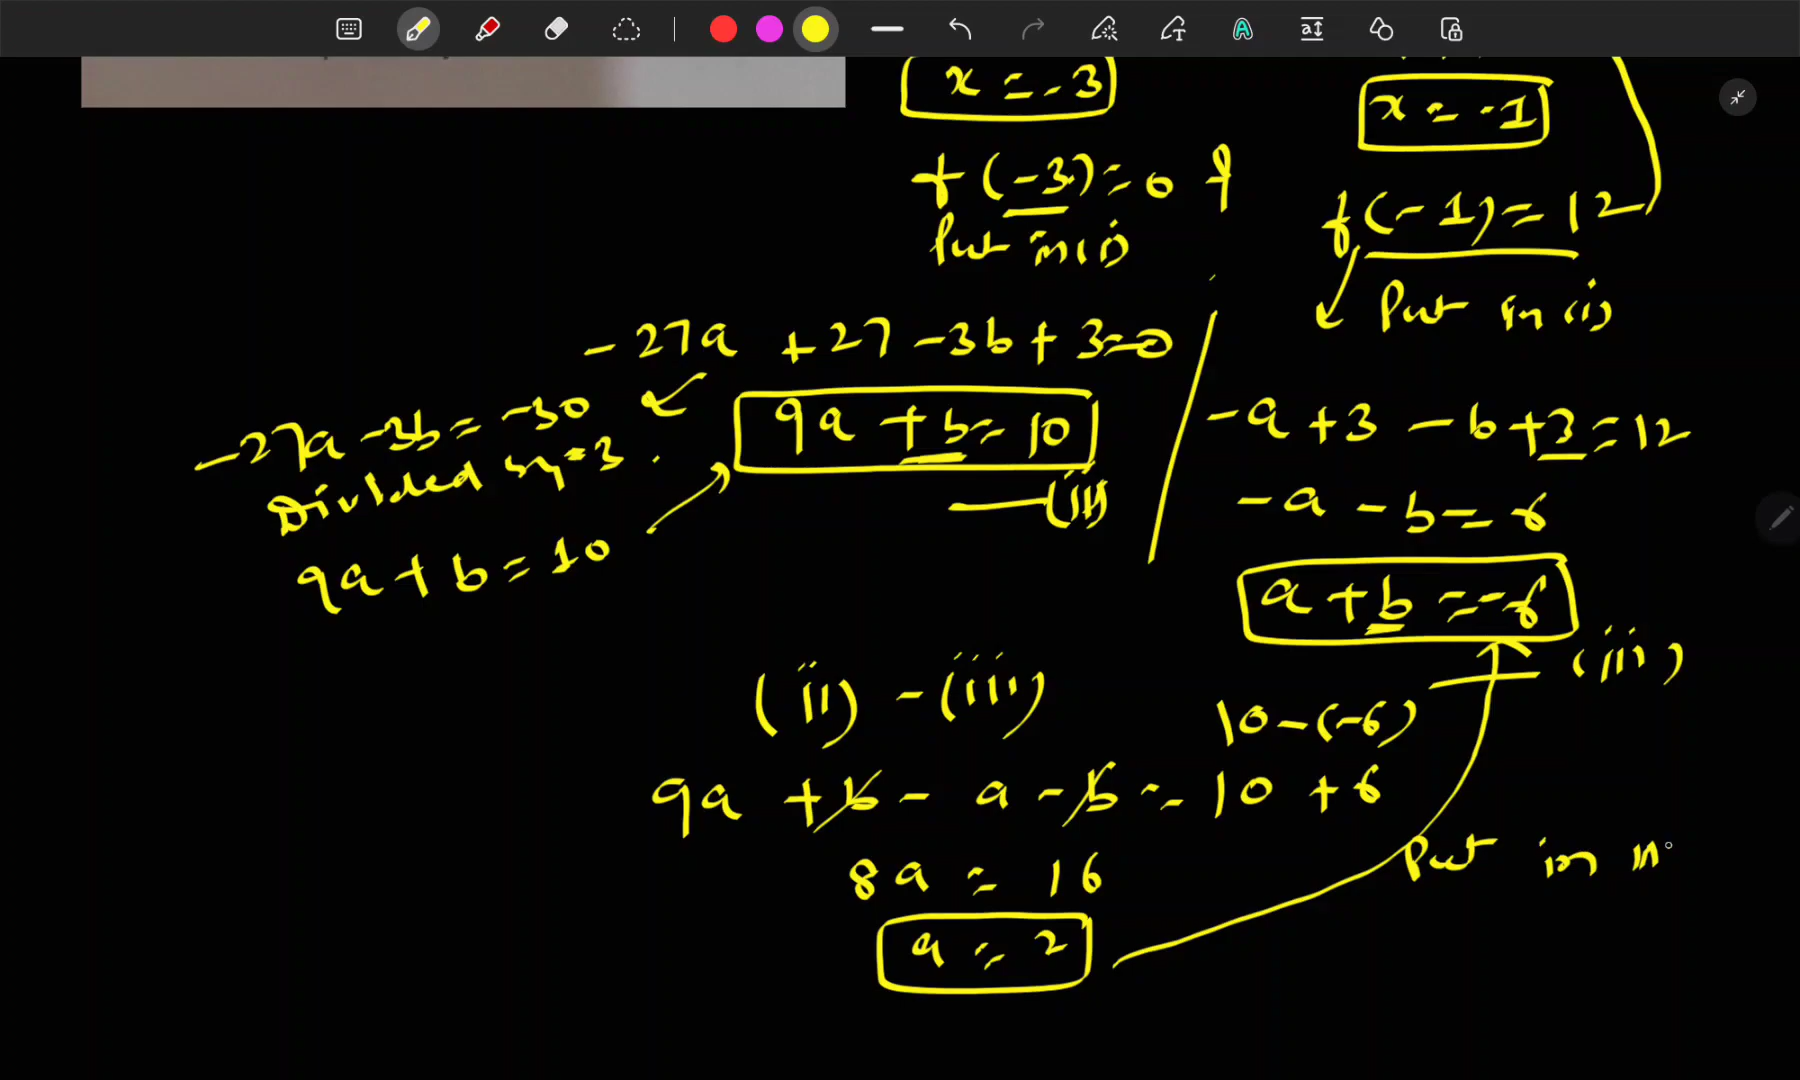 x = -3
f(-3) = 0 f
Put in (i)
-27a + 27 - 3b + 3 = 0
-27a - 3b = -30
Divided by -3
9a + b = 10
9a + b = 10
(ii)
x = -1
f(-1) = 12
Put in (i)
-a + 3 - b + 3 = 12
-a - b = 6
a + b = -6
(iii)
(ii) - (iii)
10 - (-6)
9a + b - a - b = 10 + 6
8a = 16
a = 2
Put in